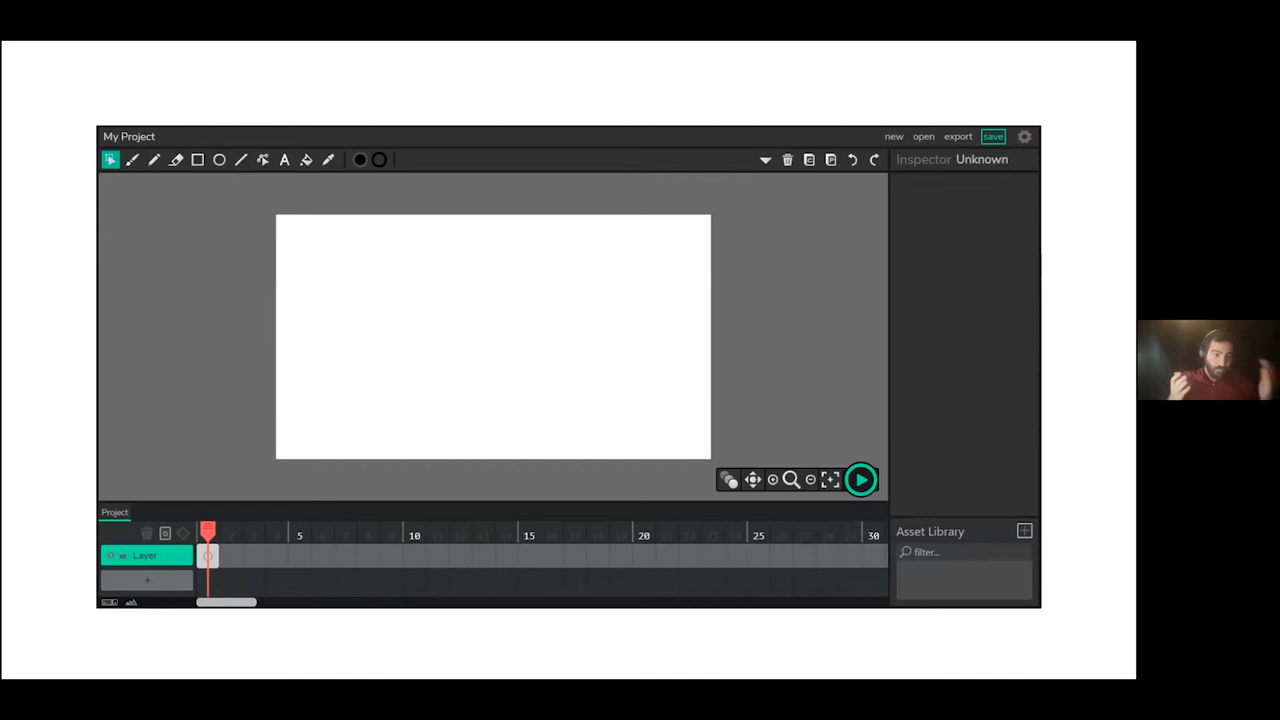 My Project
new open export save
A
Inspector Unknown
Project
5 10 15 20 25 30
Layer
+
Asset Library
filter...